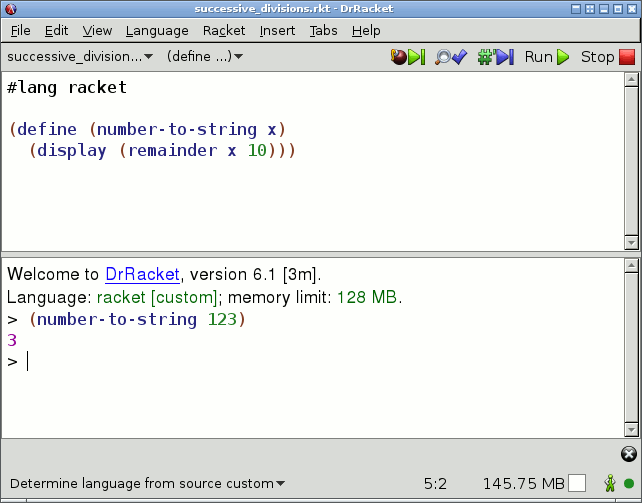 successive_divisions.rkt - DrRacket
File Edit View Language Racket Insert Tabs Help
successive_division... (define ...) Run Stop
#lang racket
(define (number-to-string x)
  (display (remainder x 10)))
Welcome to DrRacket, version 6.1 [3m].
Language: racket [custom]; memory limit: 128 MB.
> (number-to-string 123)
3
>
Determine language from source custom 5:2 145.75 MB